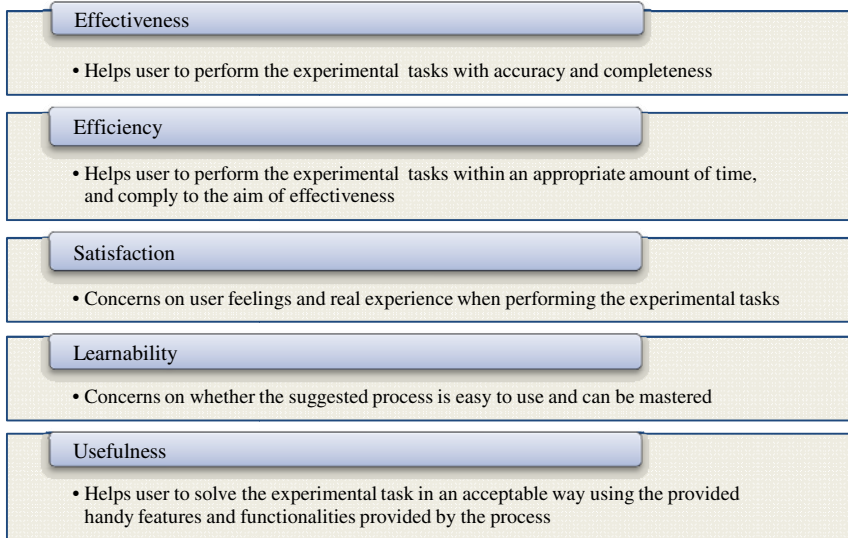 Effectiveness
• Helps user to perform the experimental tasks with accuracy and completeness
Efficiency
• Helps user to perform the experimental tasks within an appropriate amount of time,
and comply to the aim of effectiveness
Satisfaction
• Concerns on user feelings and real experience when performing the experimental tasks
Learnability
• Concerns on whether the suggested process is easy to use and can be mastered
Usefulness
• Helps user to solve the experimental task in an acceptable way using the provided
handy features and functionalities provided by the process